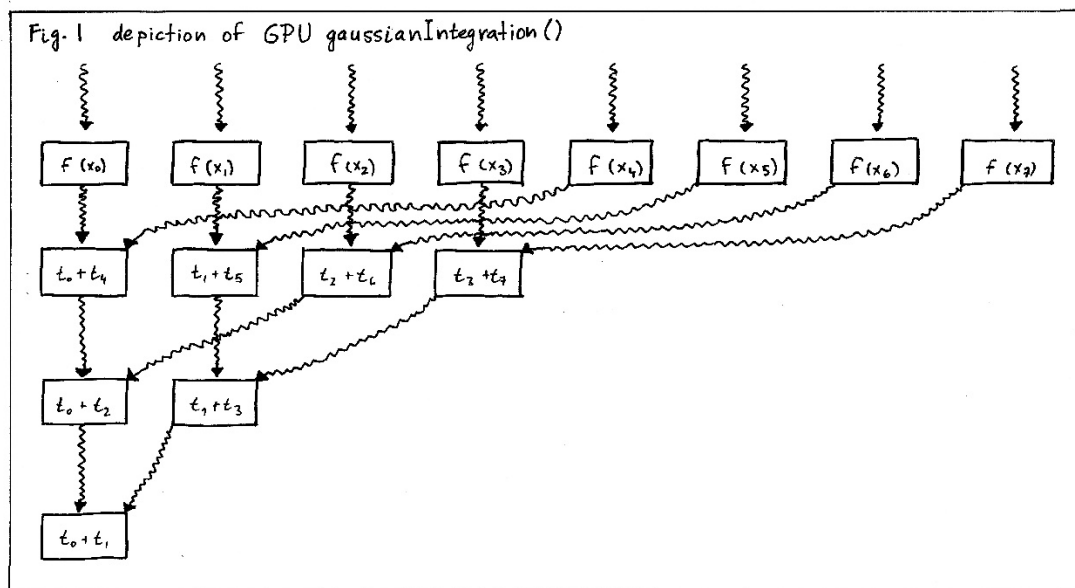 Fig. 1 depiction of GPU gaussianIntegration()
f(x₀) f(x₁) f(x₂) f(x₃) f(x₄) f(x₅) f(x₆) f(x₇)
t₀+t₄ t₁+t₅ t₂+t₆ t₃+t₇
t₀+t₂ t₁+t₃
t₀+t₁